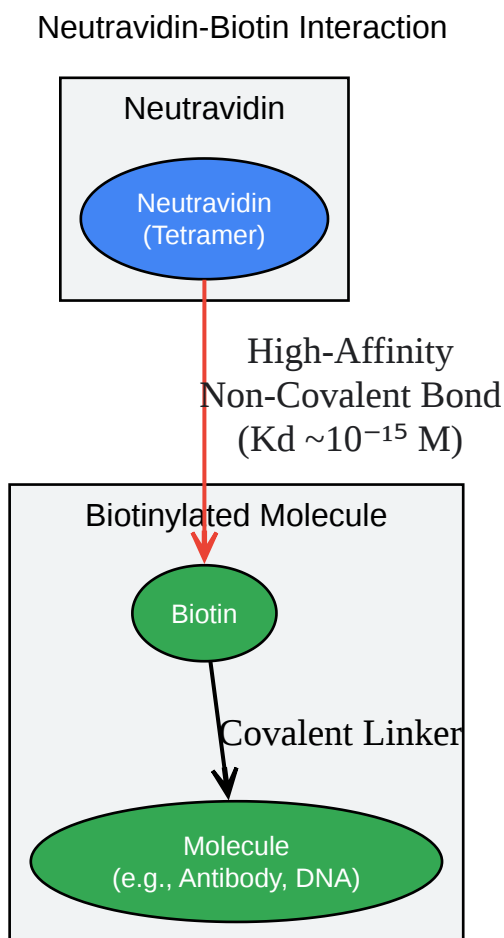 Neutravidin-Biotin Interaction
Neutravidin
Neutravidin
(Tetramer)
High-Affinity
Non-Covalent Bond
(Kd ~10⁻¹⁵ M)
Biotinylated Molecule
Biotin
Covalent Linker
Molecule
(e.g., Antibody, DNA)